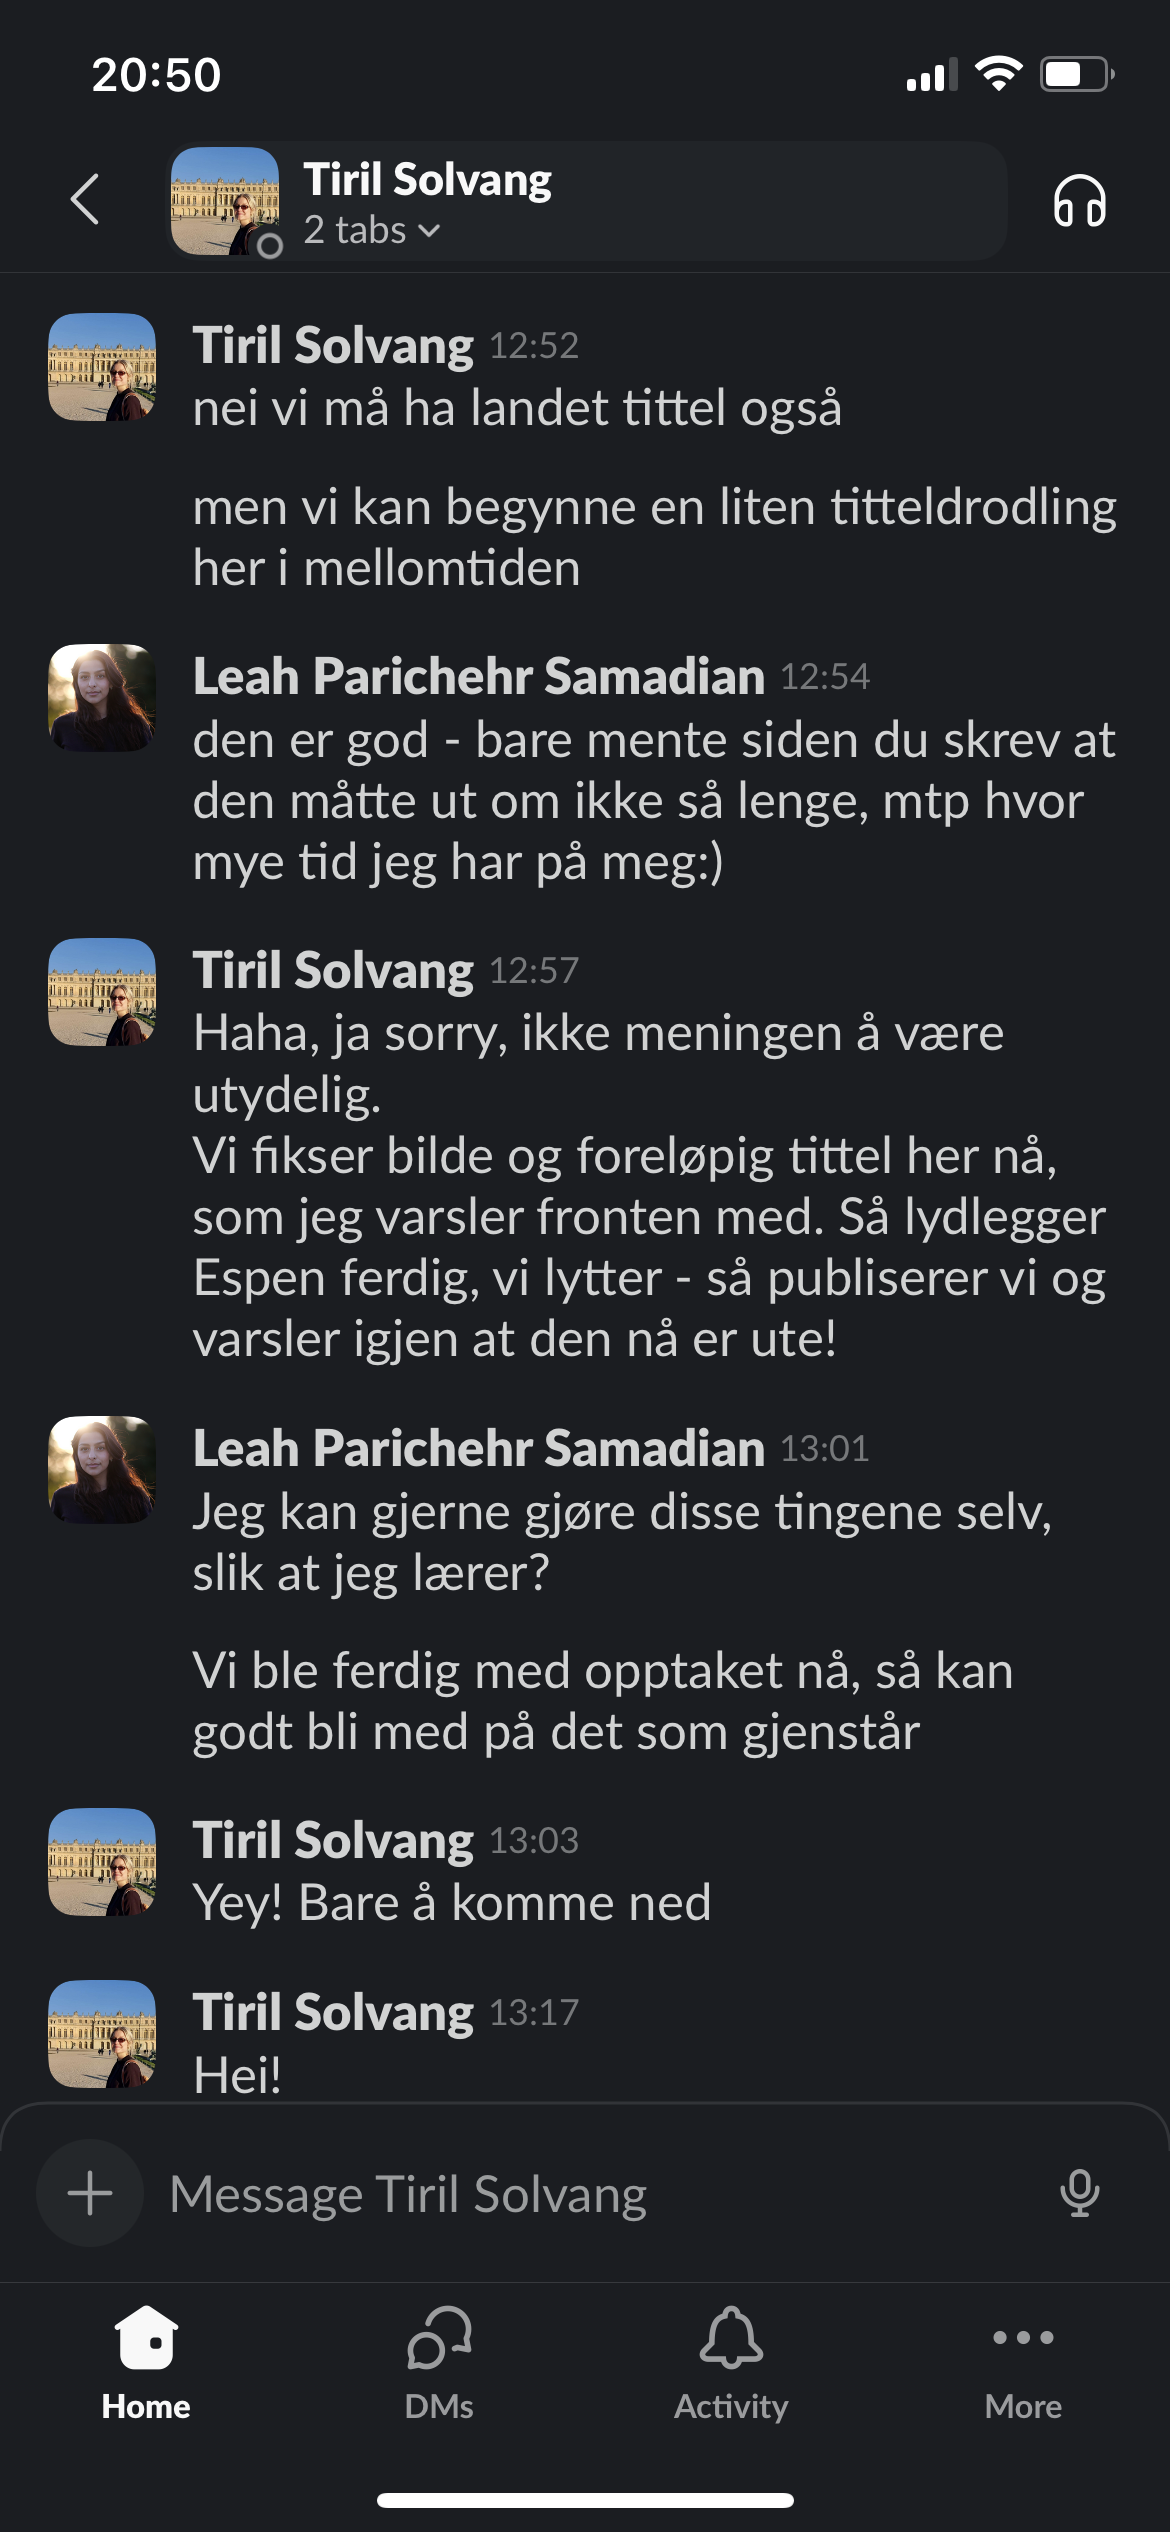 20:50
Tiril Solvang
2 tabs
Tiril Solvang 12:52
nei vi må ha landet tittel også
men vi kan begynne en liten titteldrodling
her i mellomtiden
Leah Parichehr Samadian 12:54
den er god - bare mente siden du skrev at
den måtte ut om ikke så lenge, mtp hvor
mye tid jeg har på meg:)
Tiril Solvang 12:57
Haha, ja sorry, ikke meningen å være
utydelig.
Vi fikser bilde og foreløpig tittel her nå,
som jeg varsler fronten med. Så lydlegger
Espen ferdig, vi lytter - så publiserer vi og
varsler igjen at den nå er ute!
Leah Parichehr Samadian 13:01
Jeg kan gjerne gjøre disse tingene selv,
slik at jeg lærer?
Vi ble ferdig med opptaket nå, så kan
godt bli med på det som gjenstår
Tiril Solvang 13:03
Yey! Bare å komme ned
Tiril Solvang 13:17
Hei!
Message Tiril Solvang
Home DMs Activity More